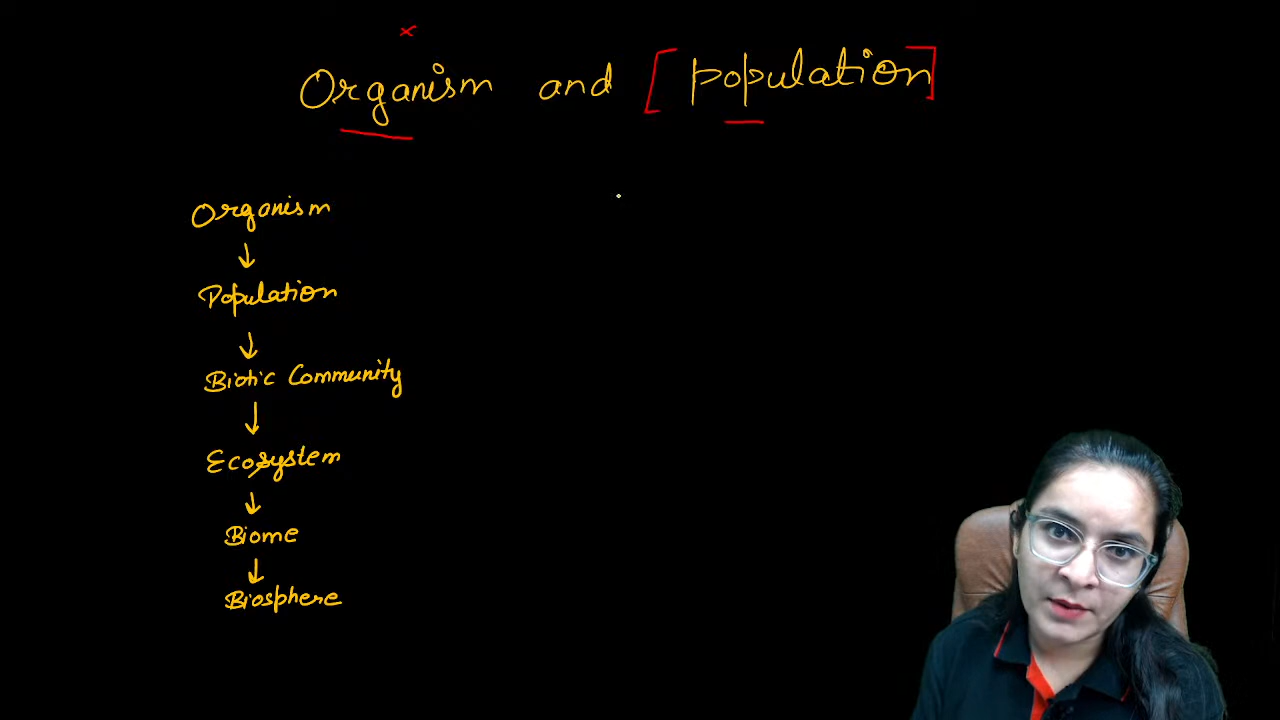 Organism and [population]
Organism
↓
Population
↓
Biotic Community
↓
Ecosystem
↓
Biome
↓
Biosphere